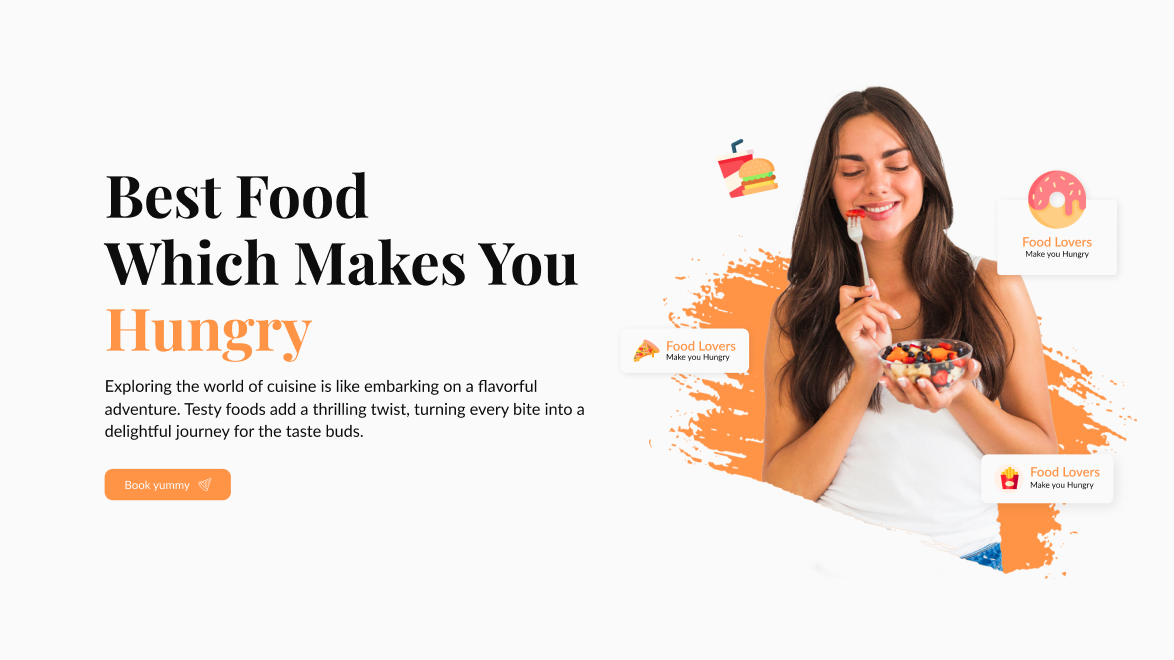 Best Food
Which Makes You
Hungry
Exploring the world of cuisine is like embarking on a flavorful
adventure. Testy foods add a thrilling twist, turning every bite into a
delightful journey for the taste buds.
Book yummy
Food Lovers
Make you Hungry
Food Lovers
Make you Hungry
Food Lovers
Make you Hungry